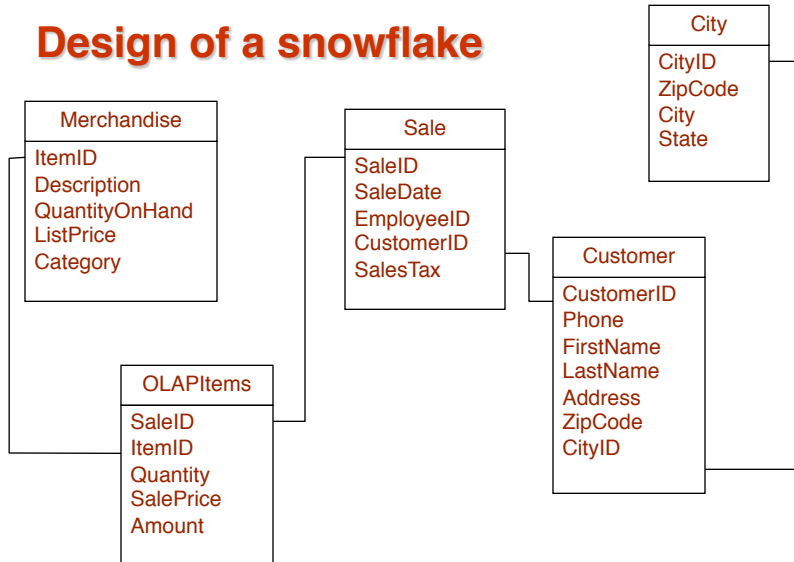 Design of a snowflake
City
CityID
ZipCode
City
State
Merchandise
ItemID
Description
QuantityOnHand
ListPrice
Category
Sale
SaleID
SaleDate
EmployeeID
CustomerID
SalesTax
Customer
CustomerID
Phone
FirstName
LastName
Address
ZipCode
CityID
OLAPItems
SaleID
ItemID
Quantity
SalePrice
Amount